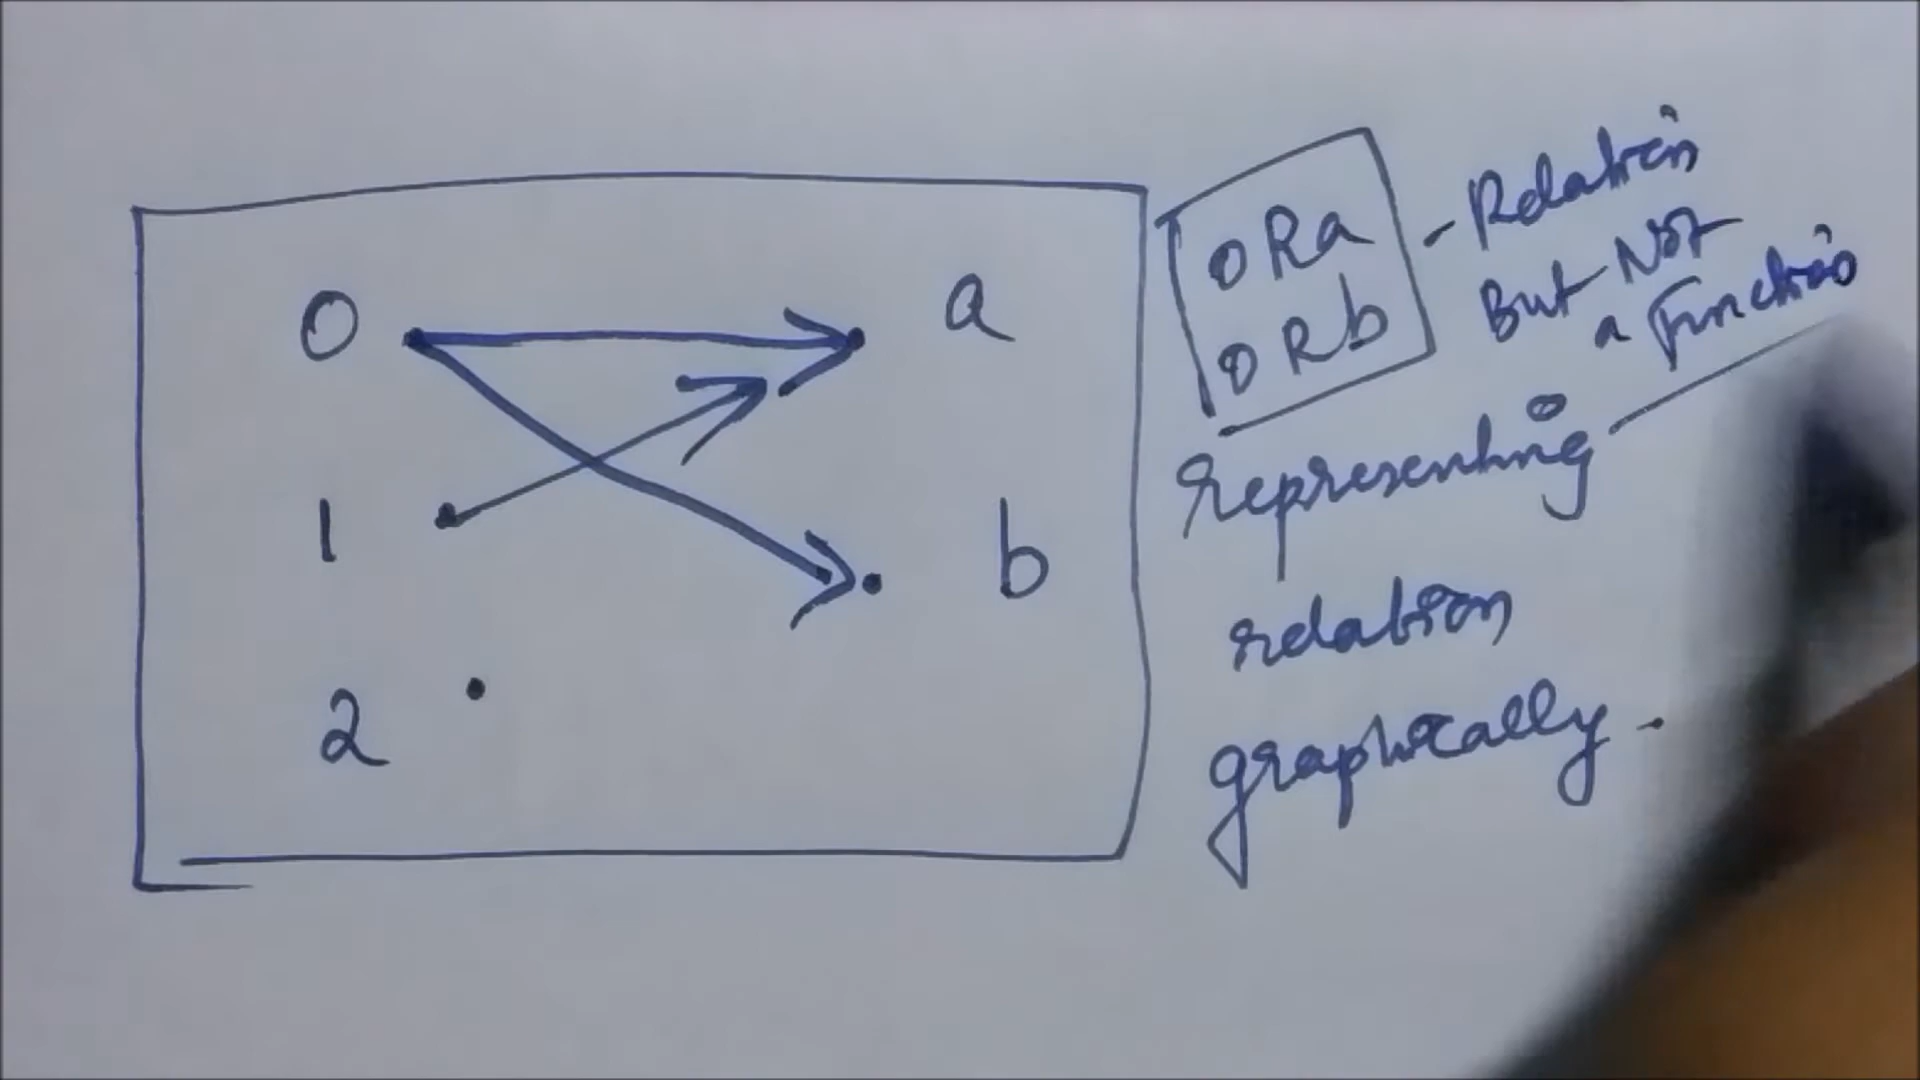 0 a
1 b
2
0 R a
0 R b
- Relation
But Not
a Function
representing
relation
graphically.